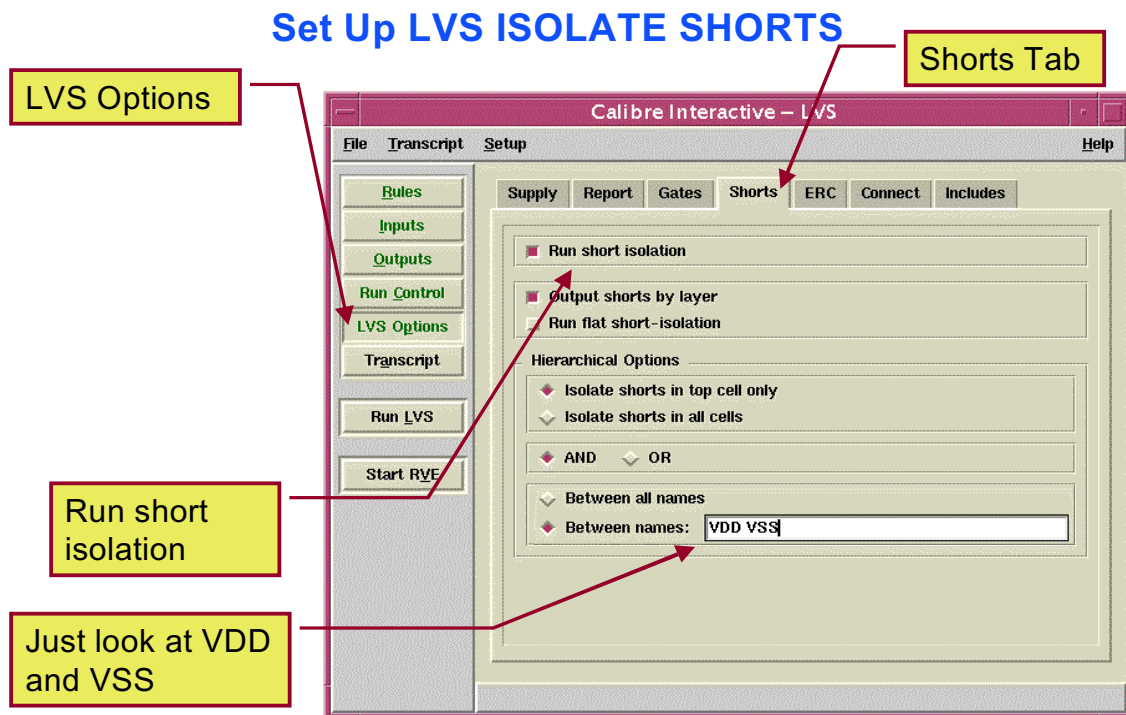 Set Up LVS ISOLATE SHORTS
Shorts Tab
LVS Options
Calibre Interactive – LVS
File Transcript Setup Help
Rules
Inputs
Outputs
Run Control
LVS Options
Transcript
Run LVS
Start RVE
Supply Report Gates Shorts ERC Connect Includes
Run short isolation
Output shorts by layer
Run flat short-isolation
Hierarchical Options
Isolate shorts in top cell only
Isolate shorts in all cells
AND OR
Between all names
Between names: VDD VSS
Run short
isolation
Just look at VDD
and VSS